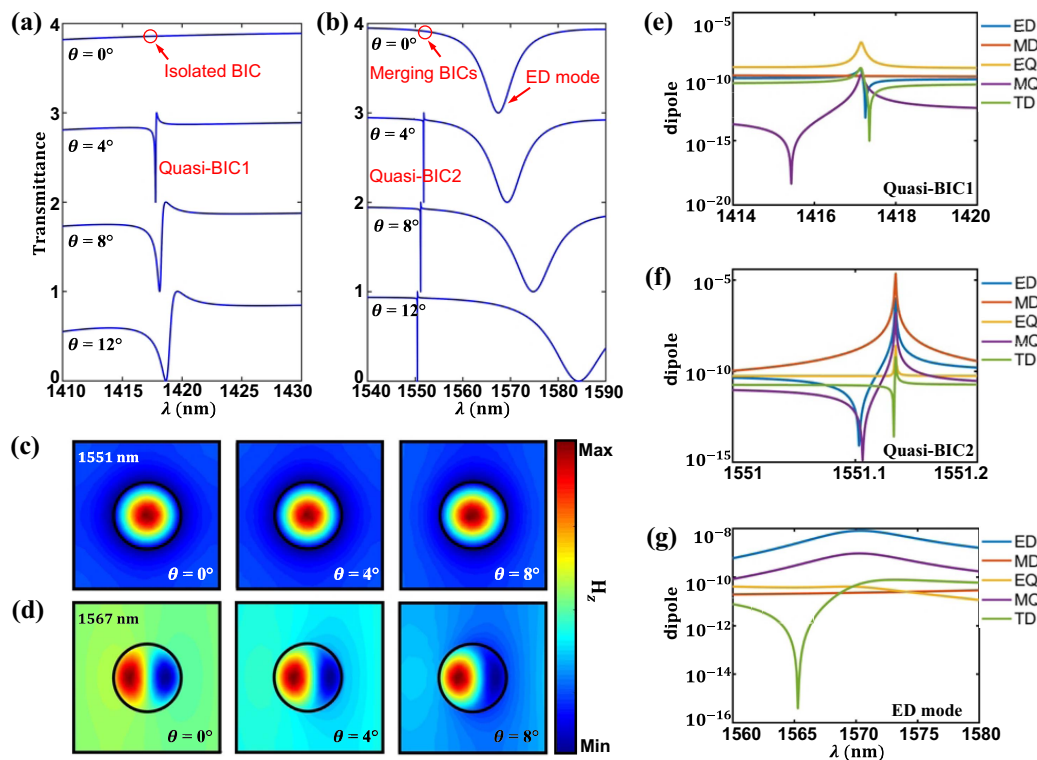 (a)
4
3
2
1
0
Transmittance
θ = 0°
Isolated BIC
θ = 4°
Quasi-BIC1
θ = 8°
θ = 12°
1410 1420 1430
λ (nm)
(b)
4
3
2
1
0
θ = 0°
Merging BICs
ED mode
θ = 4°
Quasi-BIC2
θ = 8°
θ = 12°
1540 1550 1560 1570 1580 1590
λ (nm)
(c)
1551 nm
θ = 0°
θ = 4°
θ = 8°
(d)
1567 nm
θ = 0°
θ = 4°
θ = 8°
Max
Hz
Min
(e)
10⁻⁵
10⁻¹⁰
10⁻¹⁵
10⁻²⁰
dipole
ED
MD
EQ
MQ
TD
Quasi-BIC1
1414 1416 1418 1420
(f)
10⁻⁵
10⁻¹⁰
10⁻¹⁵
dipole
ED
MD
EQ
MQ
TD
Quasi-BIC2
1551 1551.1 1551.2
(g)
10⁻⁸
10⁻¹⁰
10⁻¹²
10⁻¹⁴
10⁻¹⁶
dipole
ED
MD
EQ
MQ
TD
ED mode
1560 1565 1570 1575 1580
λ (nm)